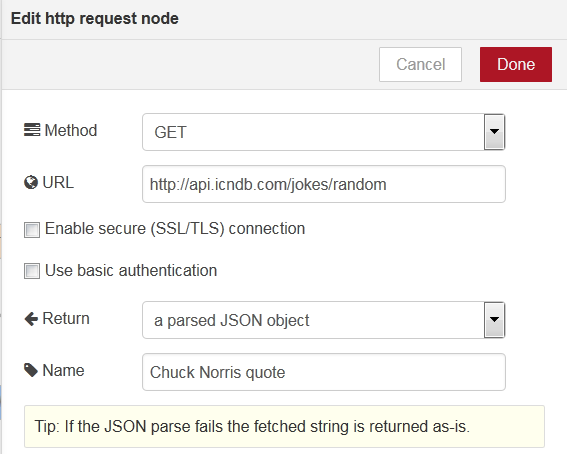 Edit http request node
Cancel Done
Method GET
URL http://api.icndb.com/jokes/random
Enable secure (SSL/TLS) connection
Use basic authentication
Return a parsed JSON object
Name Chuck Norris quote
Tip: If the JSON parse fails the fetched string is returned as-is.